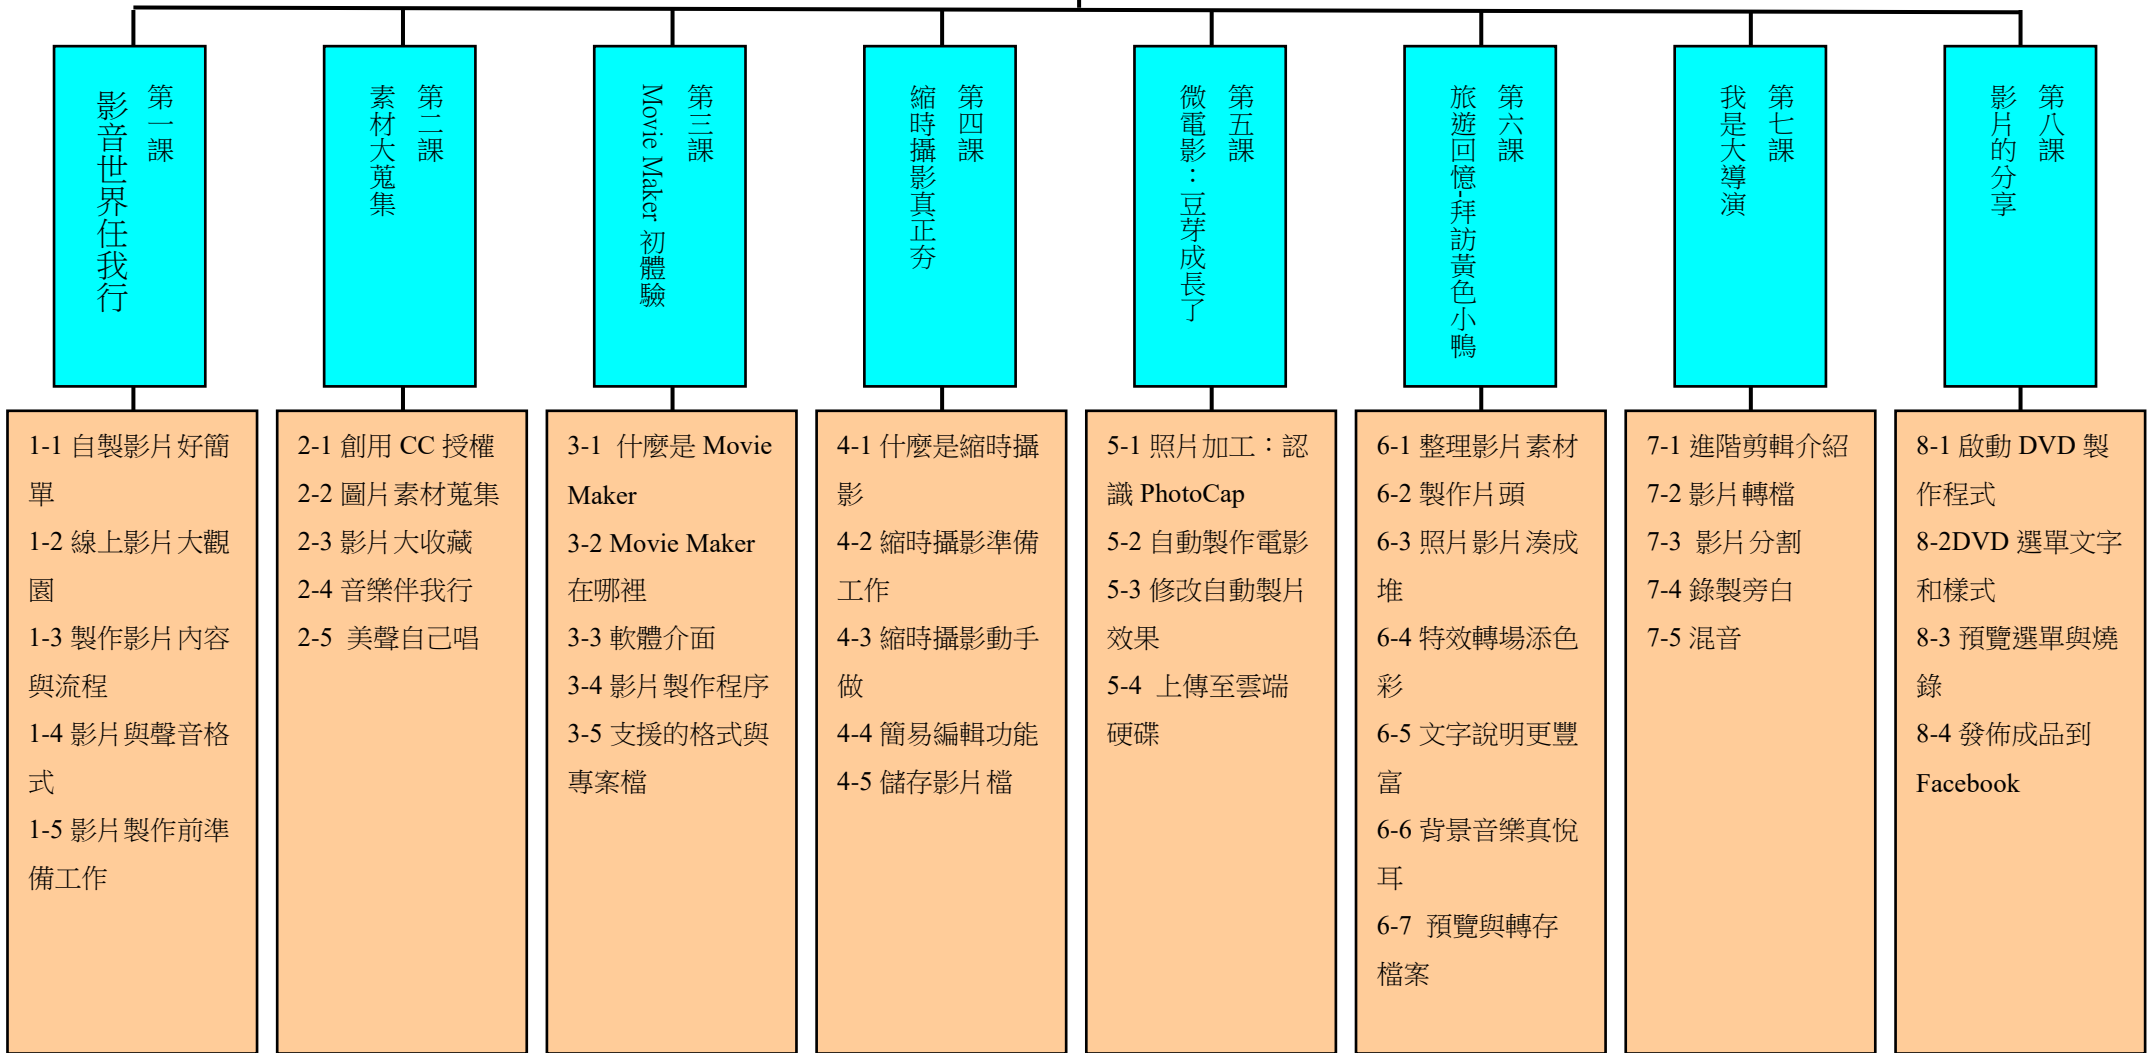 第一課
影音世界任我行
第二課
素材大蒐集
第三課
Movie Maker 初體驗
第四課
縮時攝影真正夯
第五課
微電影：豆芽成長了
第六課
旅遊回憶-拜訪黃色小鴨
第七課
我是大導演
第八課
影片的分享
1-1 自製影片好簡
單
1-2 線上影片大觀
園
1-3 製作影片內容
與流程
1-4 影片與聲音格
式
1-5 影片製作前準
備工作
2-1 創用 CC 授權
2-2 圖片素材蒐集
2-3 影片大收藏
2-4 音樂伴我行
2-5 美聲自己唱
3-1 什麼是 Movie
Maker
3-2 Movie Maker
在哪裡
3-3 軟體介面
3-4 影片製作程序
3-5 支援的格式與
專案檔
4-1 什麼是縮時攝
影
4-2 縮時攝影準備
工作
4-3 縮時攝影動手
做
4-4 簡易編輯功能
4-5 儲存影片檔
5-1 照片加工：認
識 PhotoCap
5-2 自動製作電影
5-3 修改自動製片
效果
5-4 上傳至雲端
硬碟
6-1 整理影片素材
6-2 製作片頭
6-3 照片影片湊成
堆
6-4 特效轉場添色
彩
6-5 文字說明更豐
富
6-6 背景音樂真悅
耳
6-7 預覽與轉存
檔案
7-1 進階剪輯介紹
7-2 影片轉檔
7-3 影片分割
7-4 錄製旁白
7-5 混音
8-1 啟動 DVD 製
作程式
8-2DVD 選單文字
和樣式
8-3 預覽選單與燒
錄
8-4 發佈成品到
Facebook